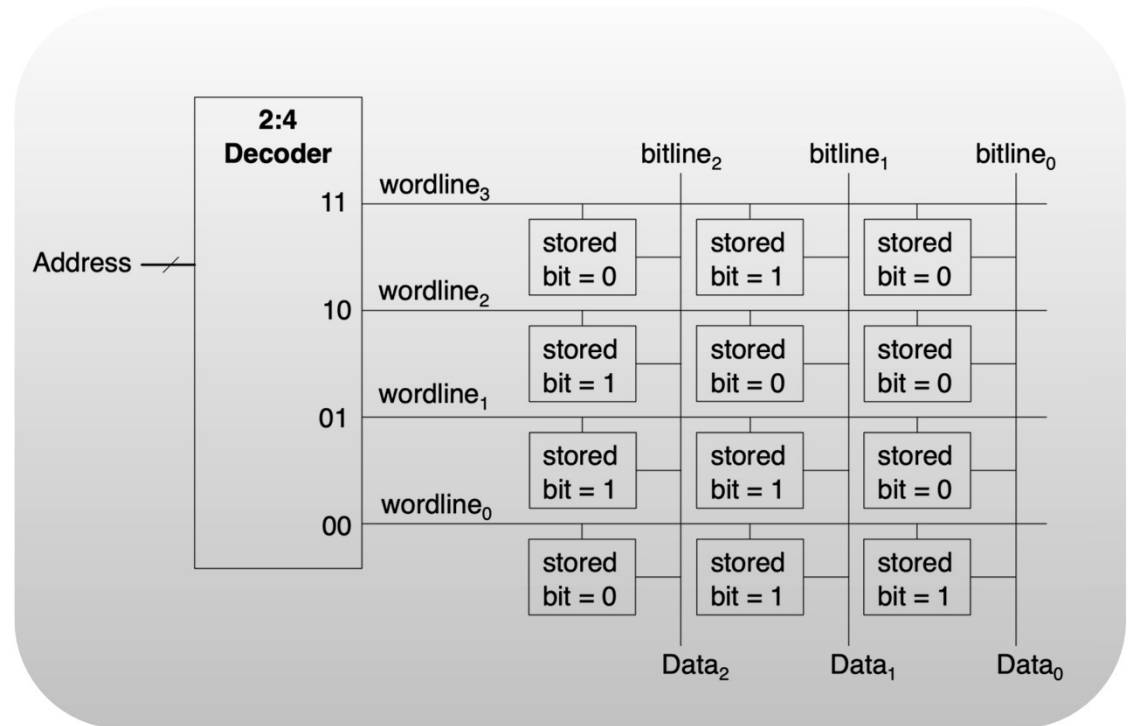 2:4
Decoder
bitline₂ bitline₁ bitline₀
wordline₃
11
stored stored stored
bit = 0 bit = 1 bit = 0
Address
wordline₂
10
stored stored stored
bit = 1 bit = 0 bit = 0
wordline₁
01
stored stored stored
bit = 1 bit = 1 bit = 0
wordline₀
00
stored stored stored
bit = 0 bit = 1 bit = 1
Data₂ Data₁ Data₀